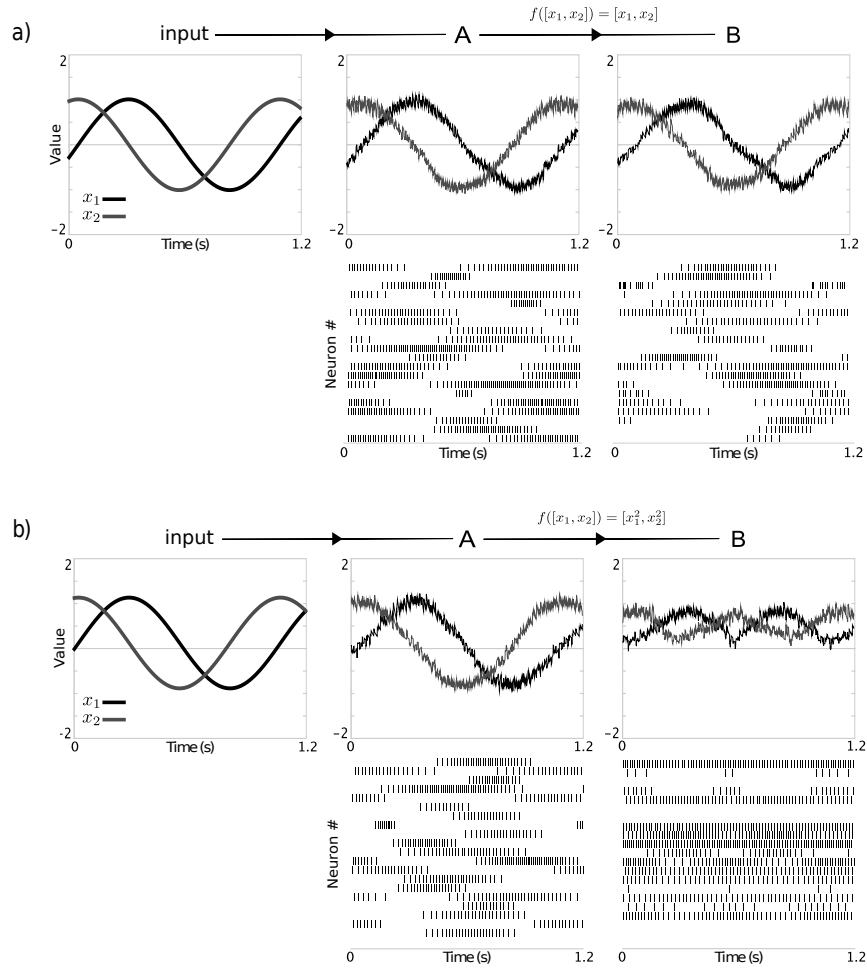 a)
input
A
f([x₁, x₂]) = [x₁, x₂]
B
2
2
2
Value
x₁
x₂
−2
−2
−2
0
Time (s)
1.2
0
1.2
0
1.2
Neuron #
0
Time (s)
1.2
0
Time (s)
1.2
b)
input
A
f([x₁, x₂]) = [x₁², x₂²]
B
2
2
2
Value
x₁
x₂
-2
−2
−2
0
Time (s)
1.2
0
1.2
0
1.2
Neuron #
0
Time (s)
1.2
0
Time (s)
1.2